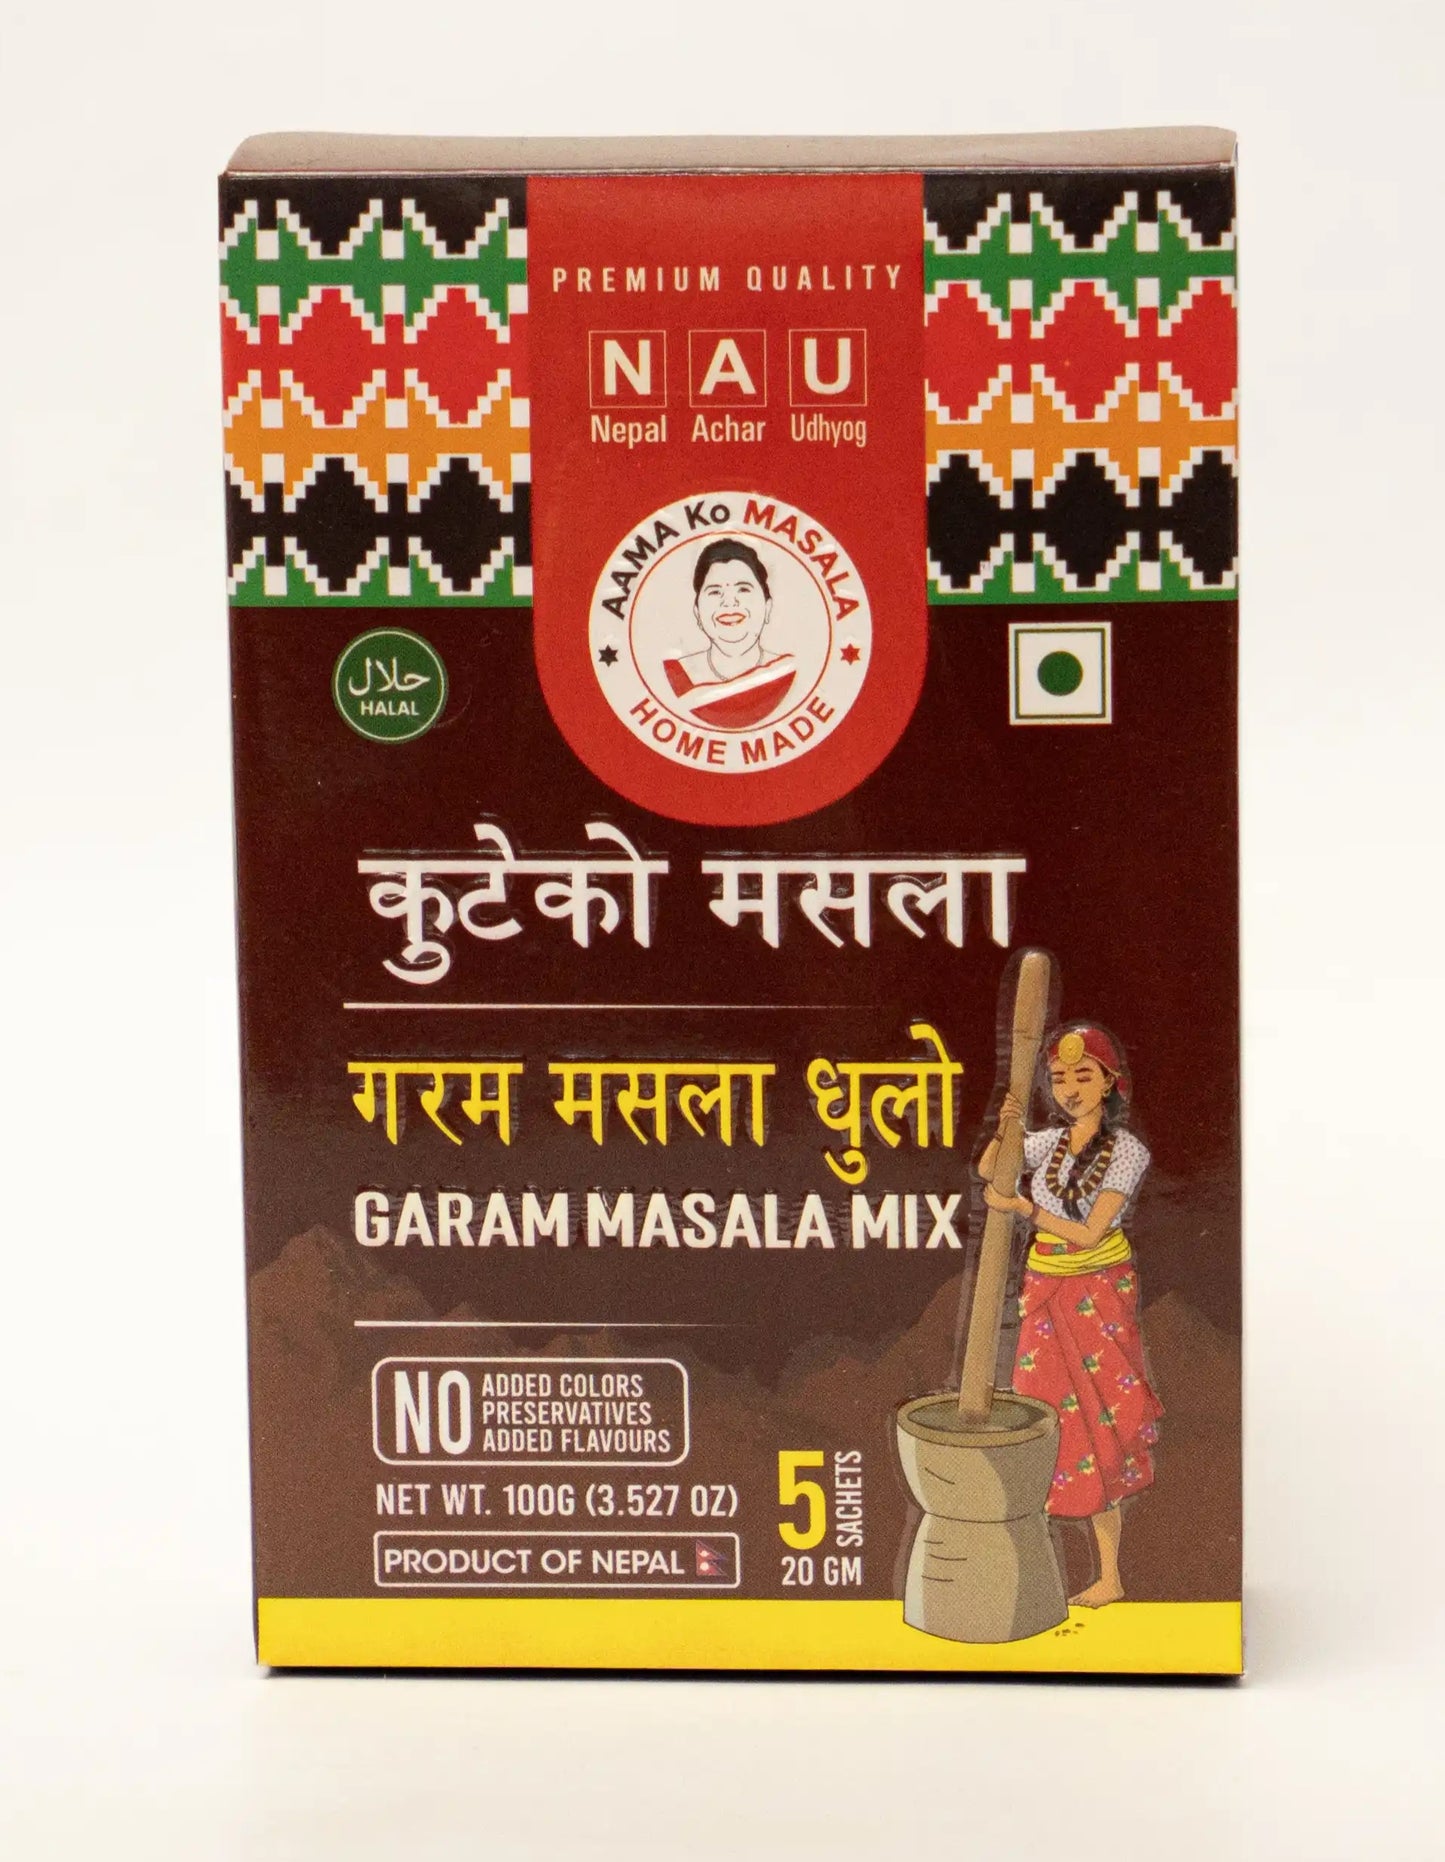 PREMIUM QUALITY
N A U
Nepal Achar Udhyog
AAMA Ko MASALA
HOME MADE
حلال
HALAL
कुटेको मसला
गरम मसला धुलो
GARAM MASALA MIX
NO
ADDED COLORS
PRESERVATIVES
ADDED FLAVOURS
NET WT. 100G (3.527 OZ)
PRODUCT OF NEPAL
5 SACHETS
20 GM